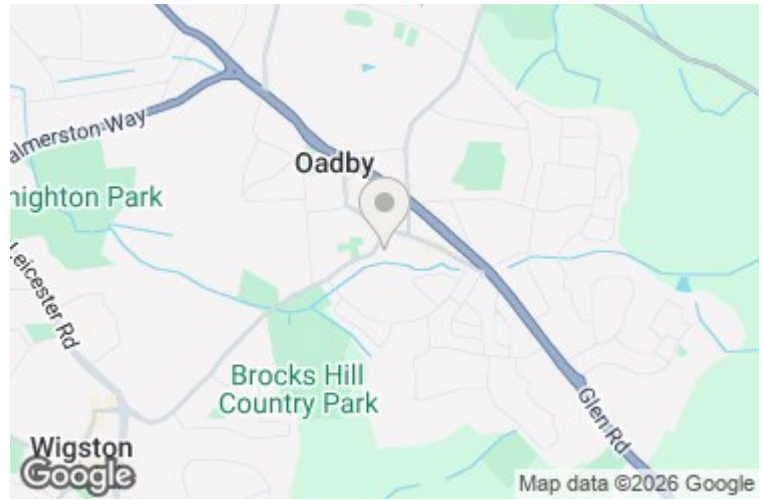 almerston Way
Oadby
nighton Park
Leicester Rd
Brocks Hill
Country Park
Glen Rd
Wigston
Google
Map data ©2026 Google